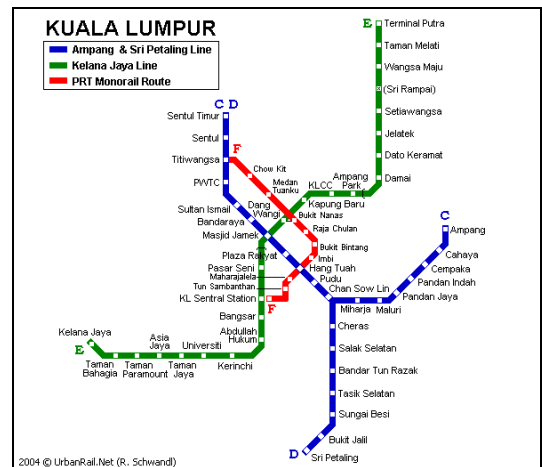 KUALA LUMPUR
Ampang & Sri Petaling Line
Kelana Jaya Line
PRT Monorail Route
E
Terminal Putra
Taman Melati
Wangsa Maju
(Sri Rampai)
Setiawangsa
Jelatek
Dato Keramat
Damai
C D
Sentul Timur
Sentul
F
Titiwangsa
Chow Kit
PWTC
Medan
Tuanku
Ampang
Park
KLCC
Kapung Baru
Sultan Ismail
Dang
Wangi
Bukit Nanas
Bandaraya
Raja Chulan
Masjid Jamek
Bukit Bintang
Plaza Rakyat
Imbi
Pasar Seni
Hang Tuah
Maharajalela
Pudu
Tun Sambanthan
Chan Sow Lin
KL Sentral Station
F
C
Ampang
Cahaya
Cempaka
Pandan Indah
Pandan Jaya
Maluri
Miharja
Bangsar
Abdullah
Hukum
Cheras
Kelana Jaya
E
Asia
Jaya
Universiti
Taman
Bahagia
Taman
Paramount
Taman
Jaya
Kerinchi
Salak Selatan
Bandar Tun Razak
Tasik Selatan
Sungai Besi
Bukit Jalil
D
Sri Petaling
2004 © UrbanRail.Net (R. Schwandl)